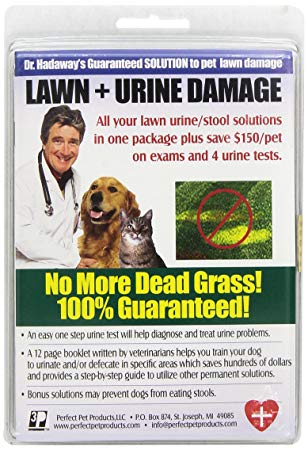 Dr. Hadaway's Guaranteed SOLUTION to pet lawn damage
LAWN + URINE DAMAGE
All your lawn urine/stool solutions
in one package plus save $150/pet
on exams and 4 urine tests.
No More Dead Grass!
100% Guaranteed!
• An easy one step urine test will help diagnose and treat urine problems.
• A 12 page booklet written by veterinarians helps you train your dog
to urinate and/or defecate in specific areas which saves hundreds of dollars
and provides a step-by-step guide to utilize other permanent solutions.
• Bonus solutions may prevent dogs from eating stools.
3P
Perfect Pet Products,LLC • P.O. Box 874, St. Joseph, MI 49085
www.perfectpetproducts.com • info@perfectpetproducts.com